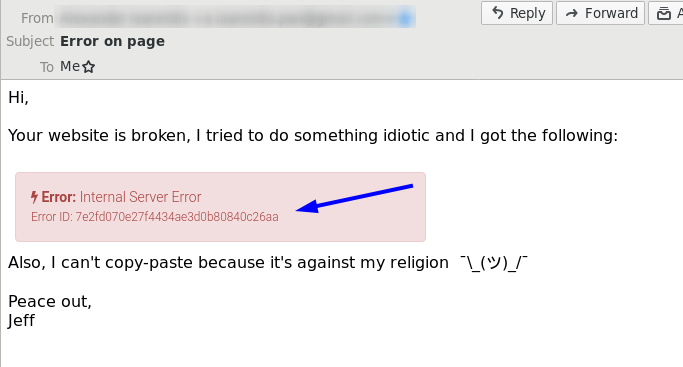 From
Reply
Forward
A
Subject Error on page
To Me
Hi,
Your website is broken, I tried to do something idiotic and I got the following:
Error: Internal Server Error
Error ID: 7e2fd070e27f4434ae3d0b80840c26aa
Also, I can't copy-paste because it's against my religion ¯\_(ツ)_/¯
Peace out,
Jeff